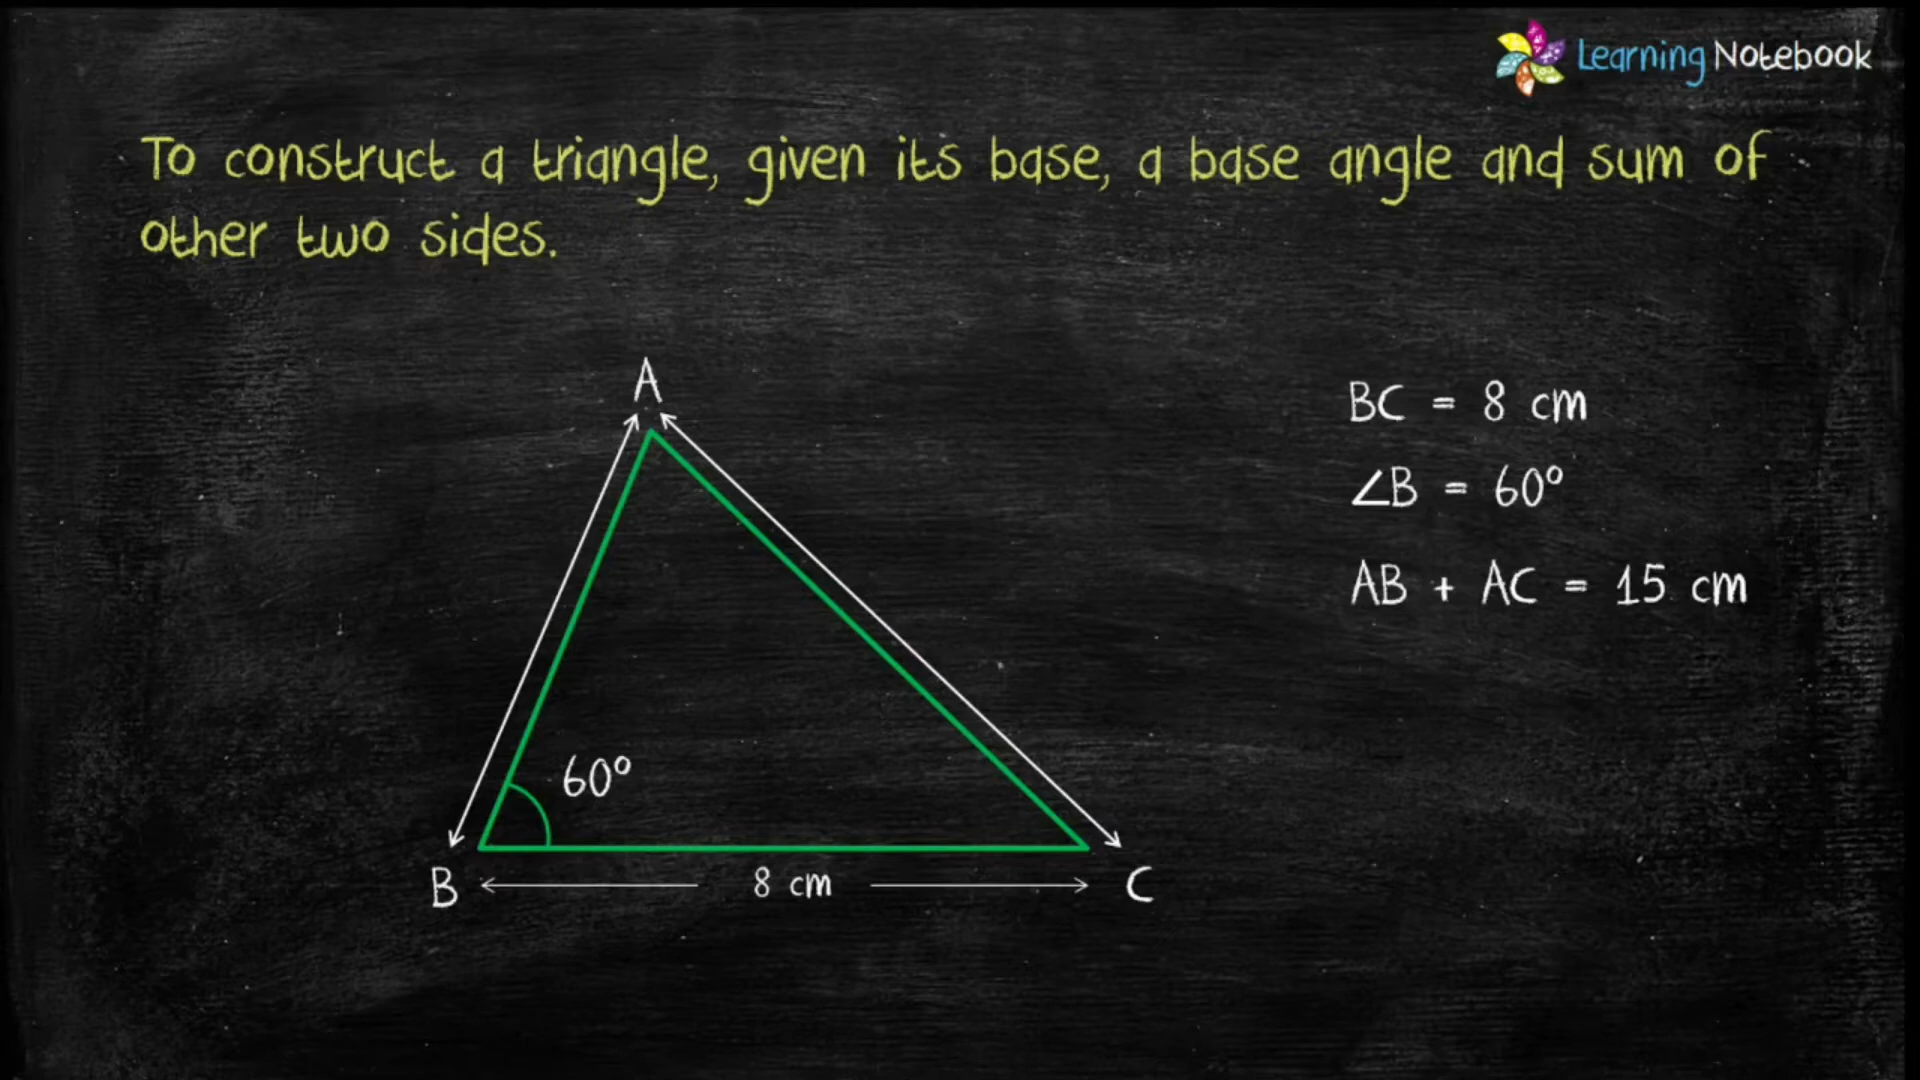 Learning Notebook
To construct a triangle, given its base, a base angle and sum of
other two sides.
A
BC = 8 cm
∠B = 60°
AB + AC = 15 cm
60°
B
8 cm
C